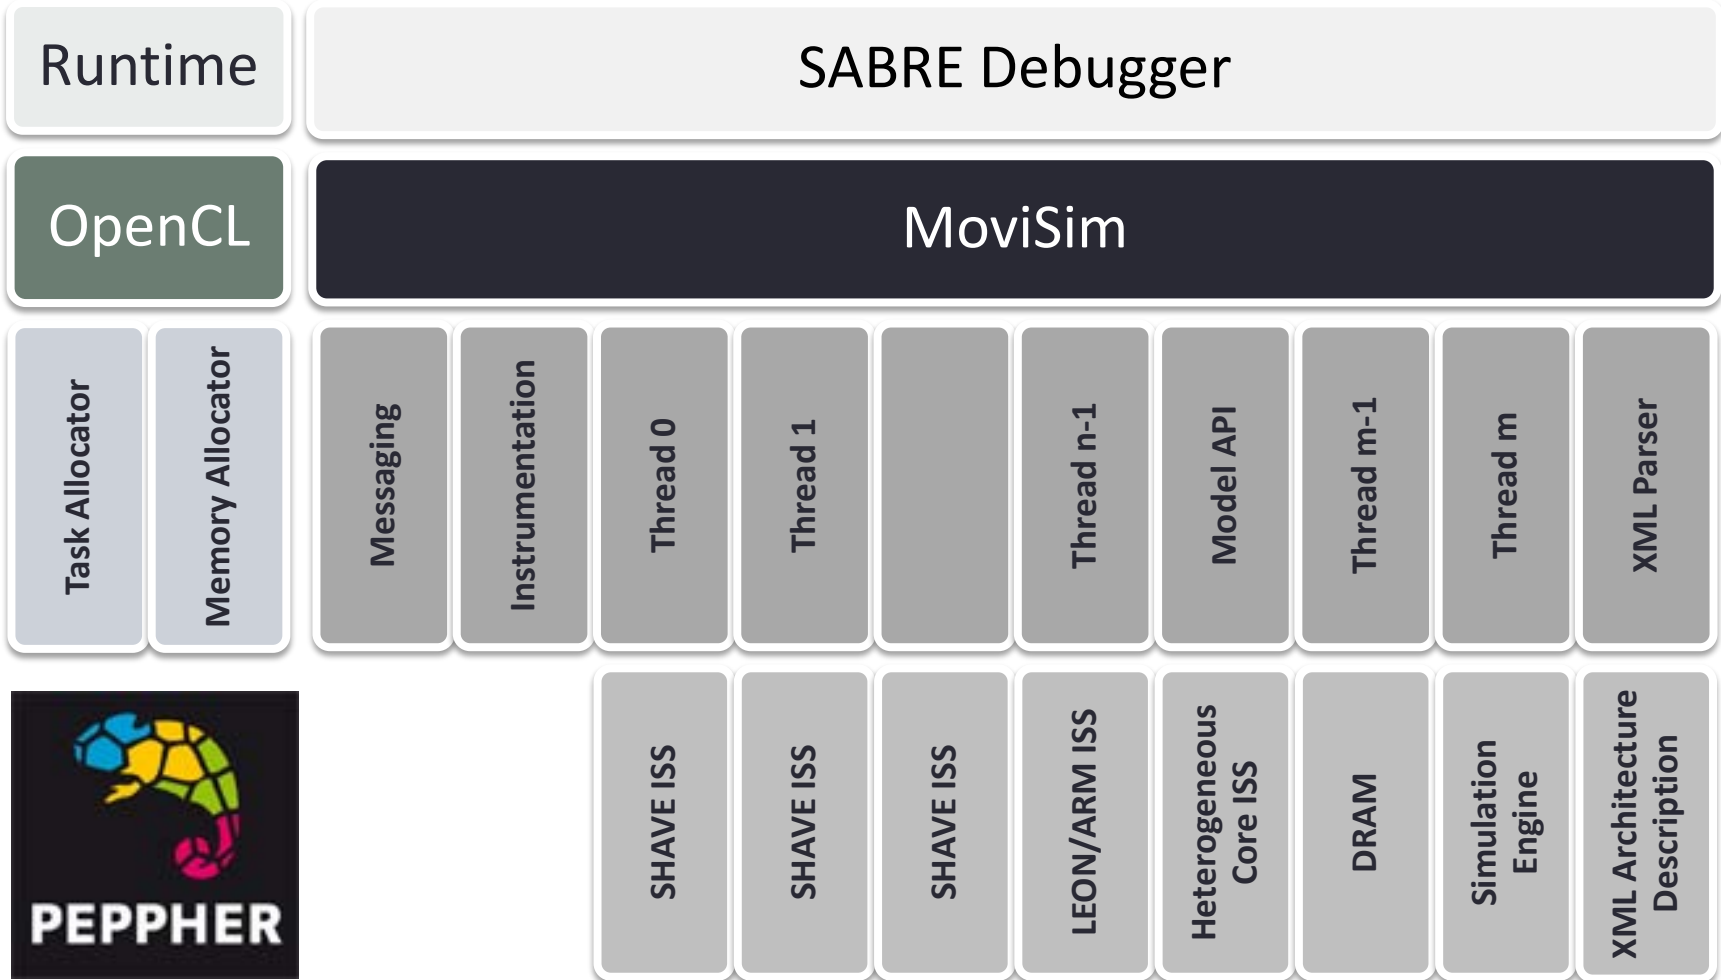 Runtime
SABRE Debugger
OpenCL
MoviSim
Task Allocator
Memory Allocator
Messaging
Instrumentation
Thread 0
Thread 1
Thread n-1
Model API
Thread m-1
Thread m
XML Parser
SHAVE ISS
SHAVE ISS
SHAVE ISS
LEON/ARM ISS
Heterogeneous
Core ISS
DRAM
Simulation
Engine
XML Architecture
Description
PEPPHER